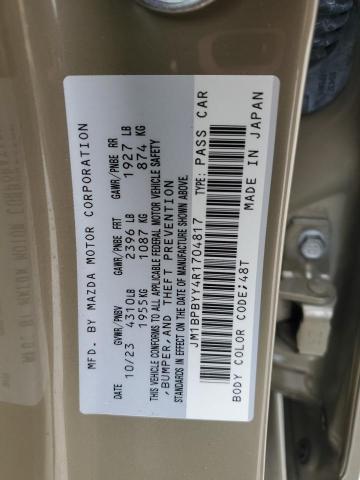 MFD. BY MAZDA MOTOR CORPORATION
GVWR/PNBV GAWR/PNBE FRT GAWR/PNBE RR
10/23 4310LB 2396 LB 1927 LB
1955KG 1087 KG 874 KG
THIS VEHICLE CONFORMS TO ALL APPLICABLE FEDERAL MOTOR VEHICLE SAFETY
,BUMPER,AND THEFT PREVENTION
STANDARDS IN EFFECT ON THE DATE OF MANUFACTURE SHOWN ABOVE.
JM1BPBYY4R1704817 TYPE: PASS CAR
BODY COLOR CODE;48T MADE IN JAPAN